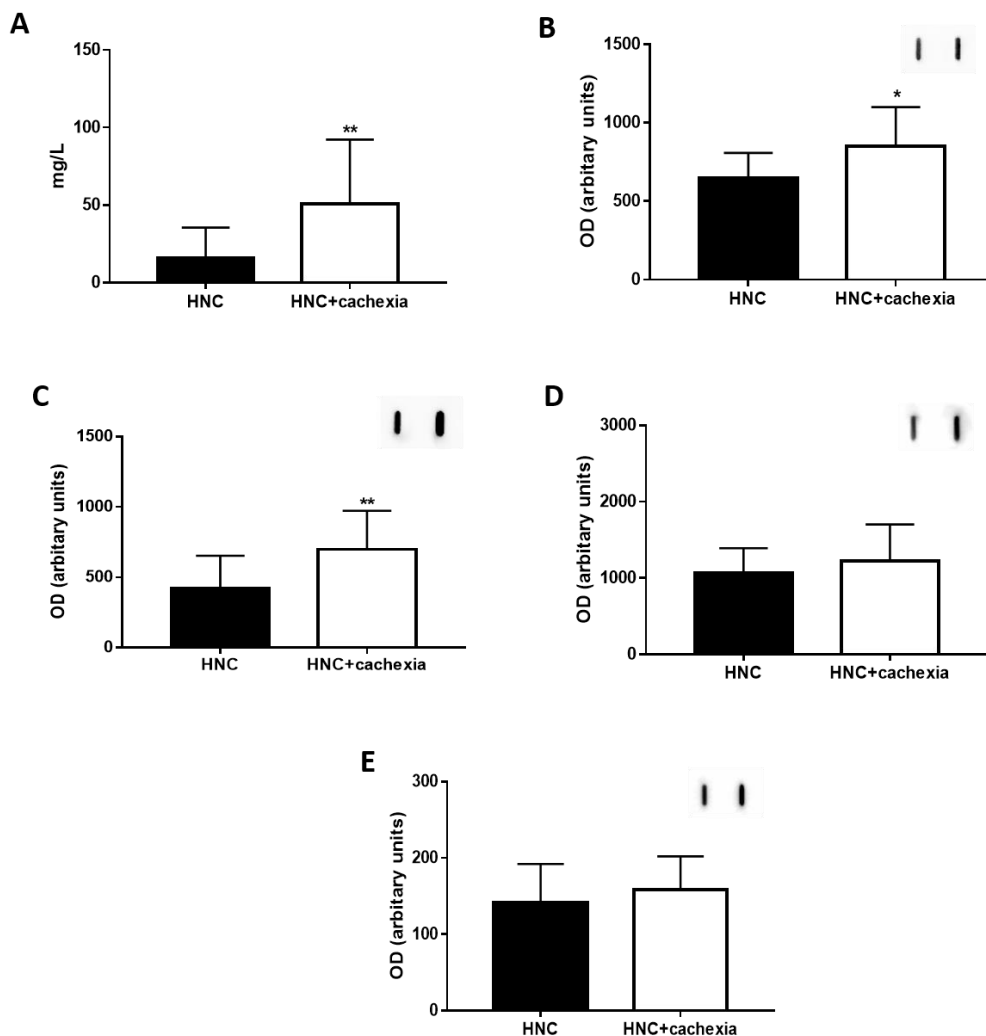 A
mg/L
150
100
50
0
**
HNC
HNC+cachexia
B
OD (arbitary units)
1500
1000
500
0
*
HNC
HNC+cachexia
C
OD (arbitary units)
1500
1000
500
0
**
HNC
HNC+cachexia
D
OD (arbitary units)
3000
2000
1000
0
HNC
HNC+cachexia
E
OD (arbitary units)
300
200
100
0
HNC
HNC+cachexia